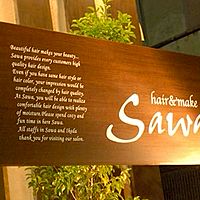 Beautiful hair makes your beauty...
Sawa provides every customers high
quality hair design.
Even if you have same hair style or
hair color, your impression would be
completely changed by hair quality.
At Sawa, you will be able to realize
comfortable hair design with plenty
of moisture. Please spend cozy and
fun time in here Sawa.
All staffs in Sawa and Ikeda
thank you for visiting our salon.
hair&make
Sawa